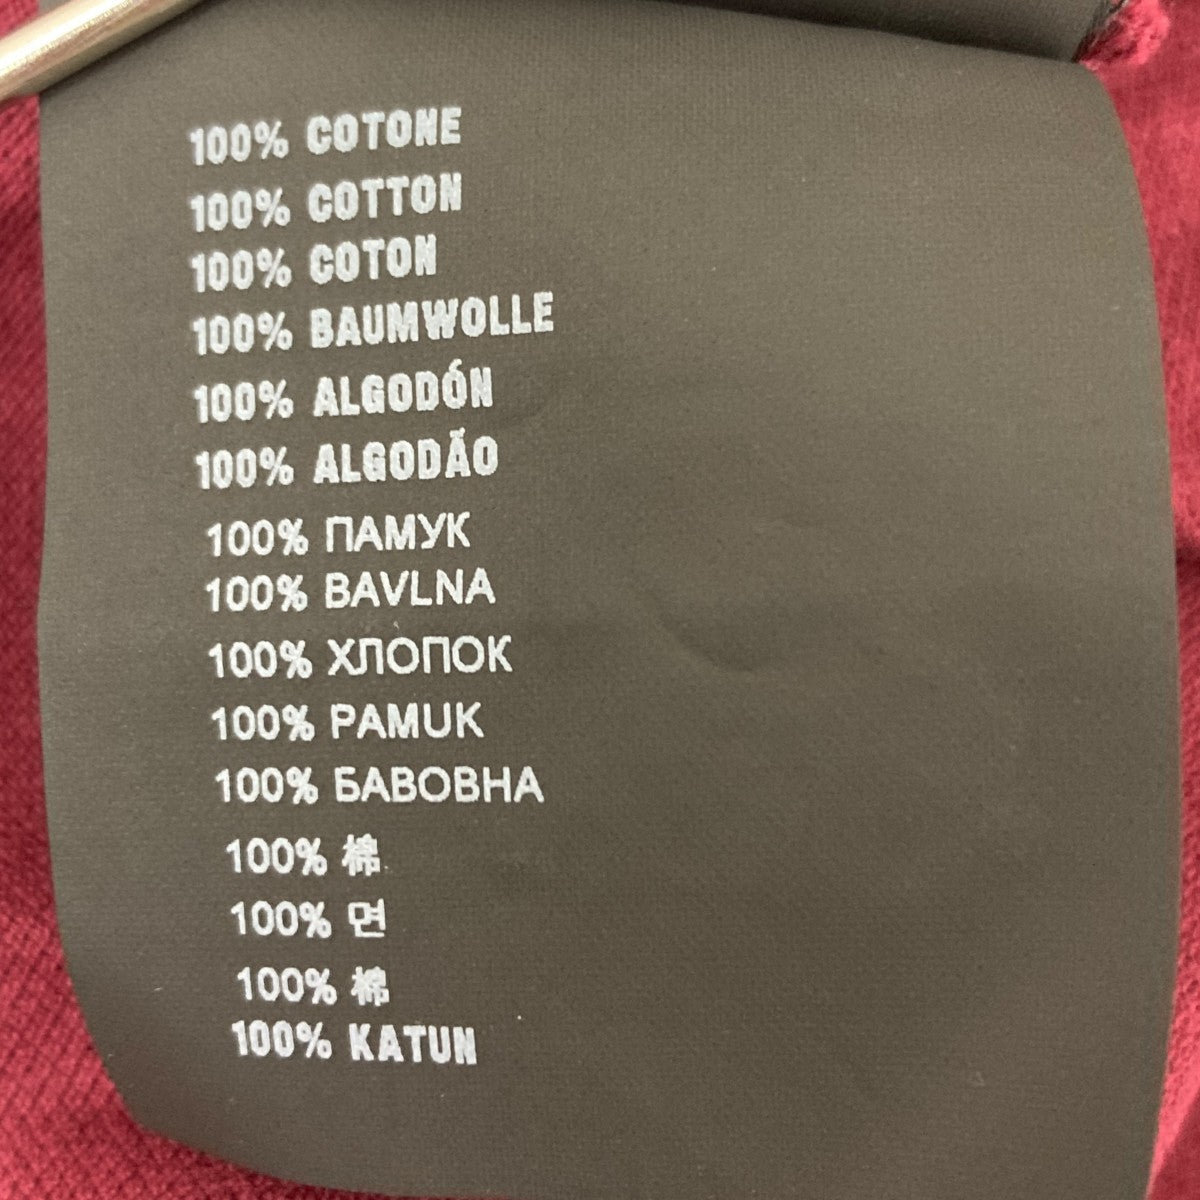 100% COTONE
100% COTTON
100% COTON
100% BAUMWOLLE
100% ALGODÓN
100% ALGODÃO
100% ПАМУК
100% BAVLNA
100% ХЛОПОК
100% PAMUK
100% БАВОВНА
100% 棉
100% 면
100% 棉
100% KATUN